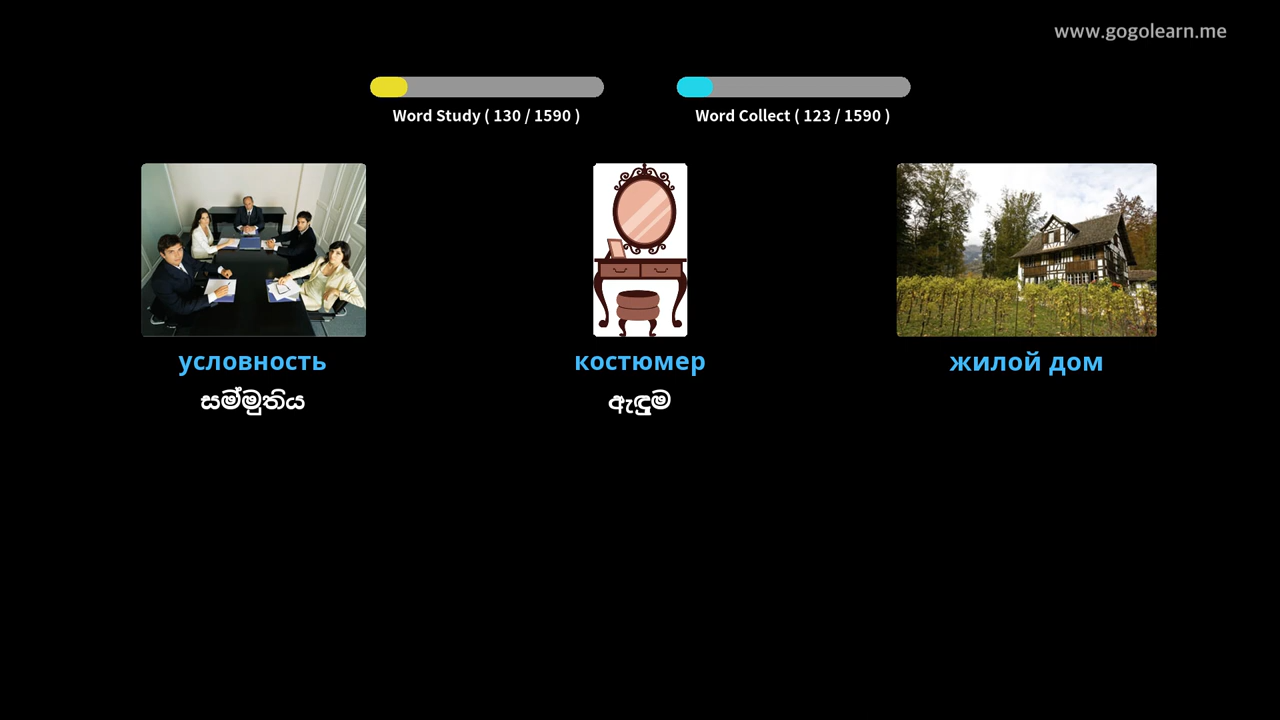 www.gogolearn.me
Word Study ( 130 / 1590 )
Word Collect ( 123 / 1590 )
условность
костюмер
жилой дом
සම්මුතිය
ඇඳුම